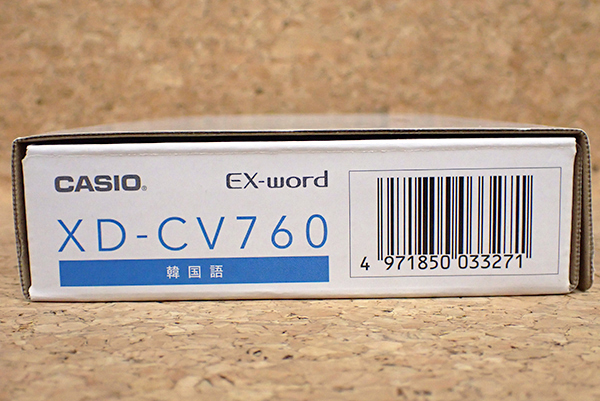 CASIO®
EX-word
XD-CV760
韓国語
4 971850 033271